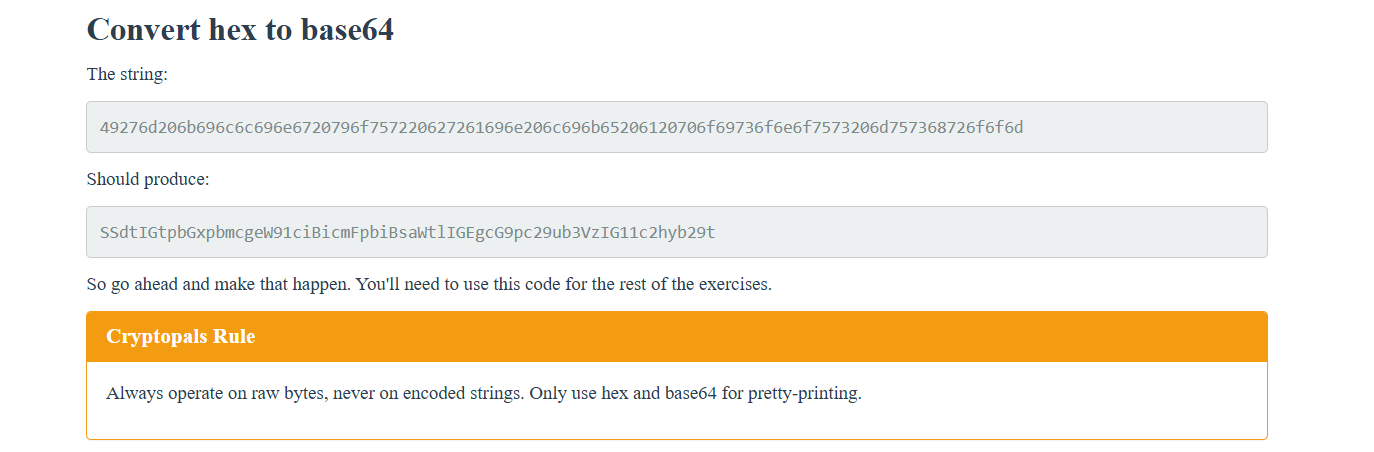 Convert hex to base64
The string:
49276d206b696c6c696e6720796f757220627261696e206c696b65206120706f69736f6e6f7573206d757368726f6f6d
Should produce:
SSdtIGtpbGxpbmcgeW91ciBicmFpbiBsaWtlIGEgcG9pc29ub3VzIG11c2hyb29t
So go ahead and make that happen. You'll need to use this code for the rest of the exercises.
Cryptopals Rule
Always operate on raw bytes, never on encoded strings. Only use hex and base64 for pretty-printing.